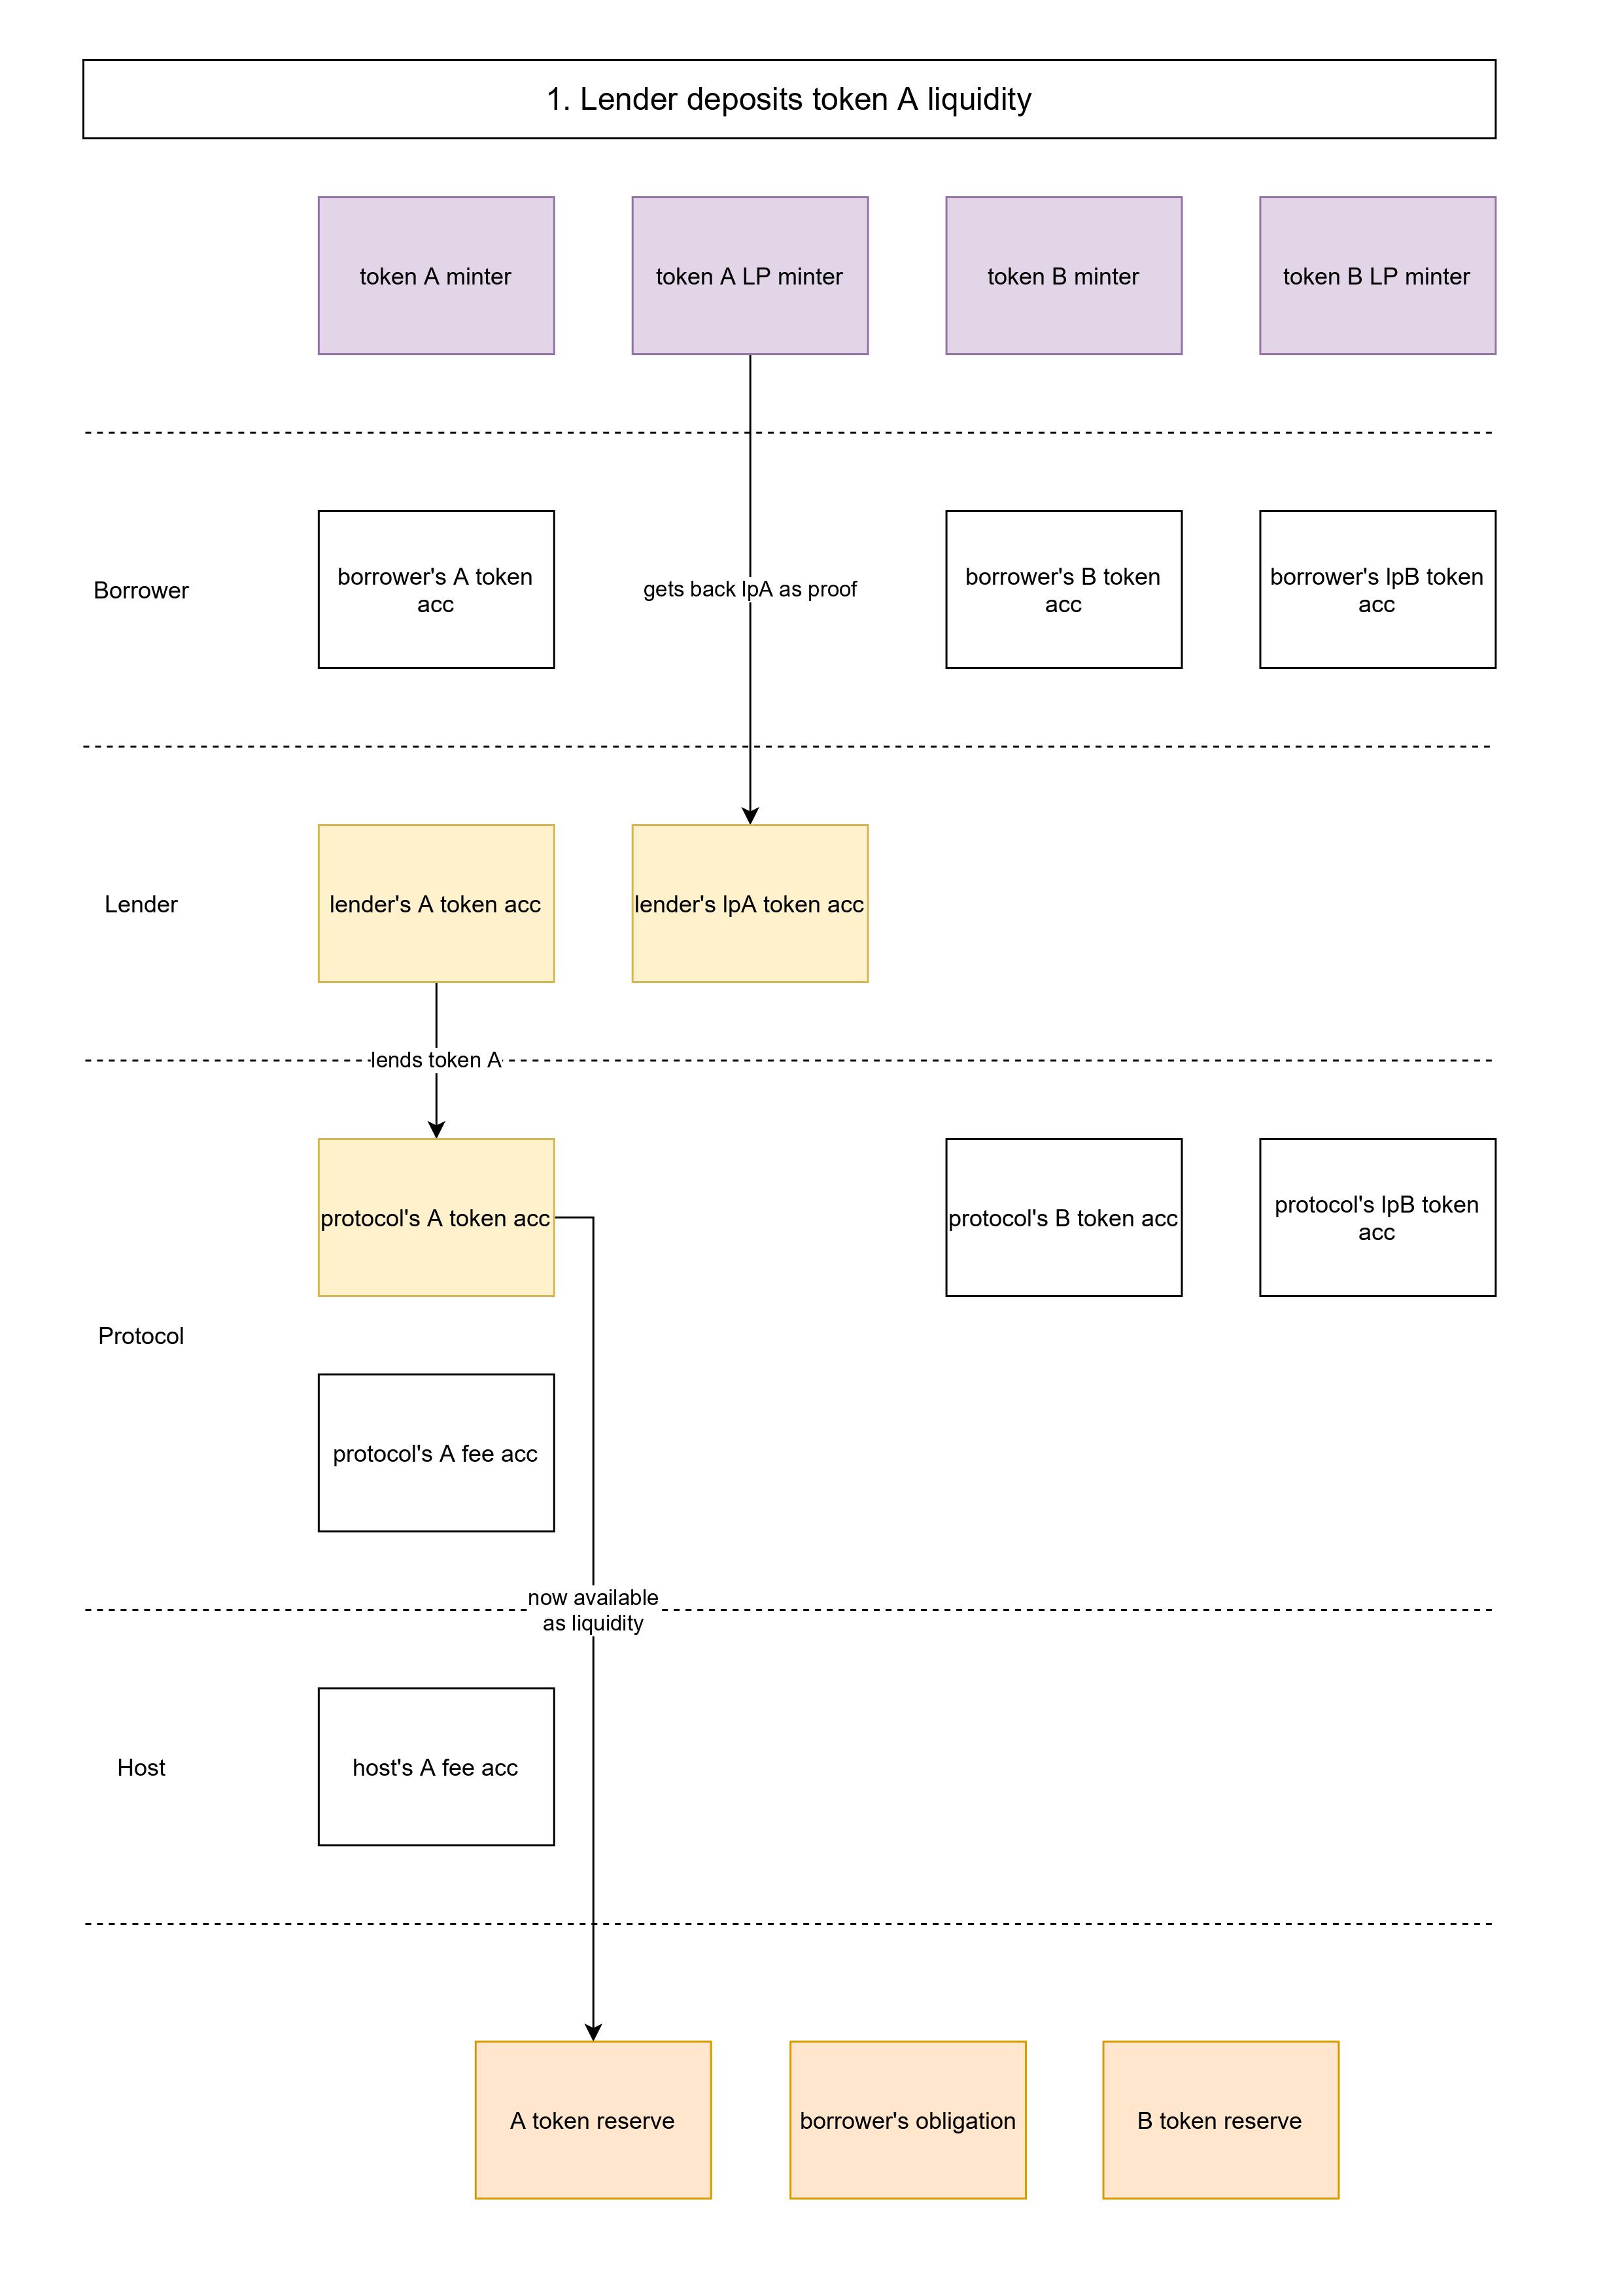 1. Lender deposits token A liquidity
token A minter
token A LP minter
token B minter
token B LP minter
Borrower
borrower's A token
acc
gets back lpA as proof
borrower's B token
acc
borrower's lpB token
acc
Lender
lender's A token acc
lender's lpA token acc
lends token A
protocol's A token acc
protocol's B token acc
protocol's lpB token
acc
Protocol
protocol's A fee acc
now available
as liquidity
Host
host's A fee acc
A token reserve
borrower's obligation
B token reserve